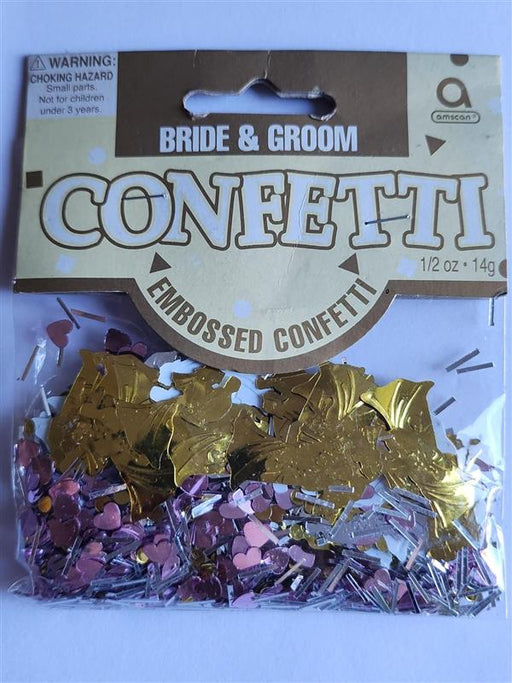 WARNING:
CHOKING HAZARD
Small parts.
Not for children
under 3 years.
a
amscan®
BRIDE & GROOM
CONFETTI
1/2 oz • 14g
EMBOSSED CONFETTI